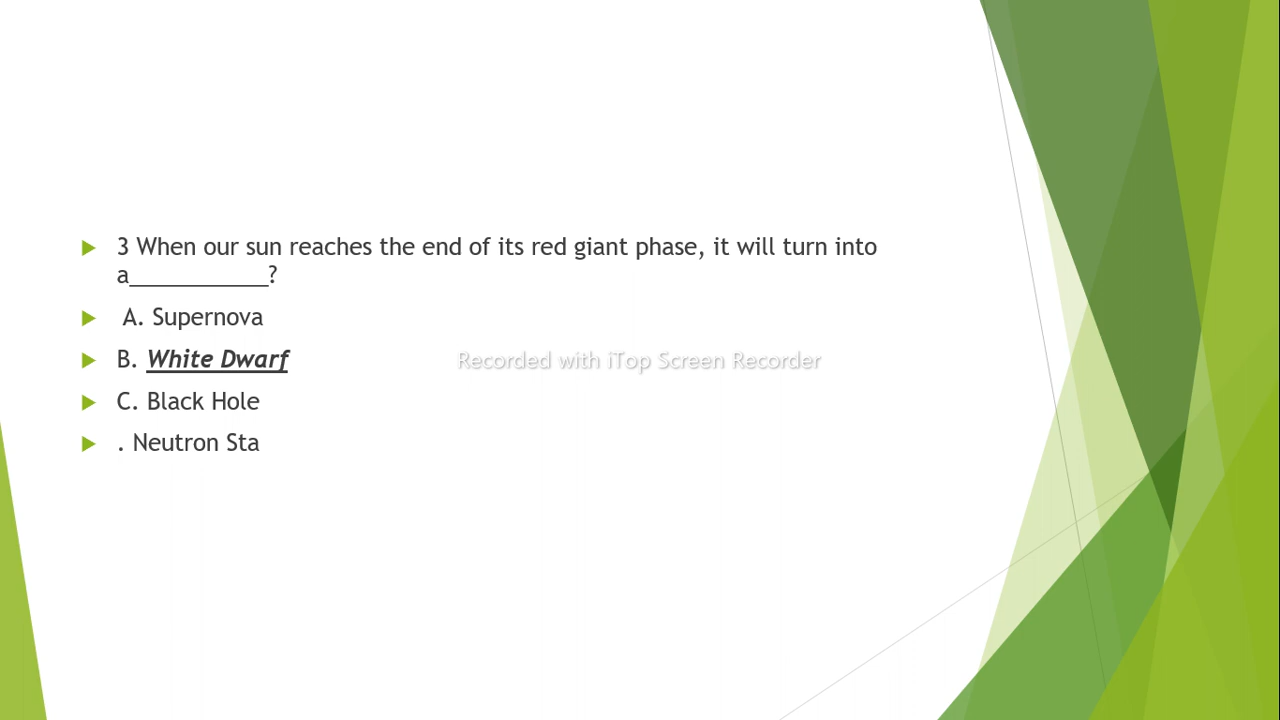 3 When our sun reaches the end of its red giant phase, it will turn into
a___________?
A. Supernova
B. White Dwarf
Recorded with iTop Screen Recorder
C. Black Hole
. Neutron Sta